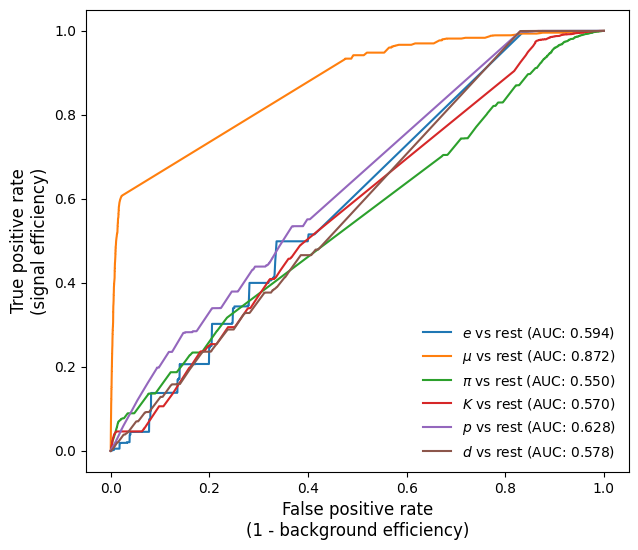 1.0
0.8
0.6
0.4
0.2
0.0
True positive rate
(signal efficiency)
e vs rest (AUC: 0.594)
μ vs rest (AUC: 0.872)
π vs rest (AUC: 0.550)
K vs rest (AUC: 0.570)
p vs rest (AUC: 0.628)
d vs rest (AUC: 0.578)
0.0 0.2 0.4 0.6 0.8 1.0
False positive rate
(1 - background efficiency)